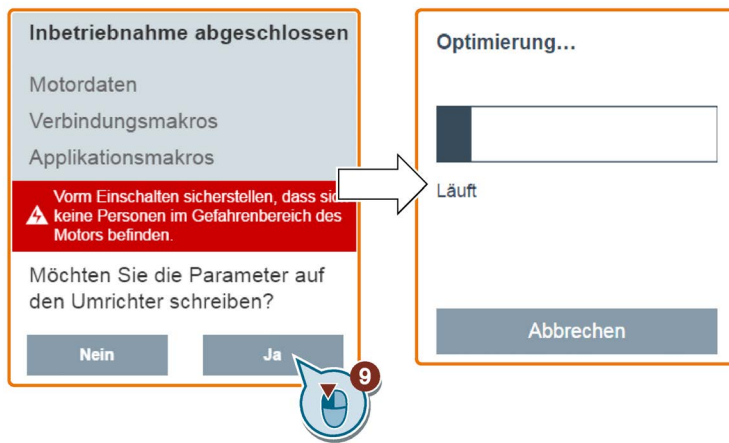 Inbetriebnahme abgeschlossen
Motordaten
Verbindungsmakros
Applikationsmakros
Vorm Einschalten sicherstellen, dass
keine Personen im Gefahrenbereich des
Motors befinden.
Möchten Sie die Parameter auf
den Umrichter schreiben?
Nein
Ja
9
Optimierung...
Läuft
Abbrechen